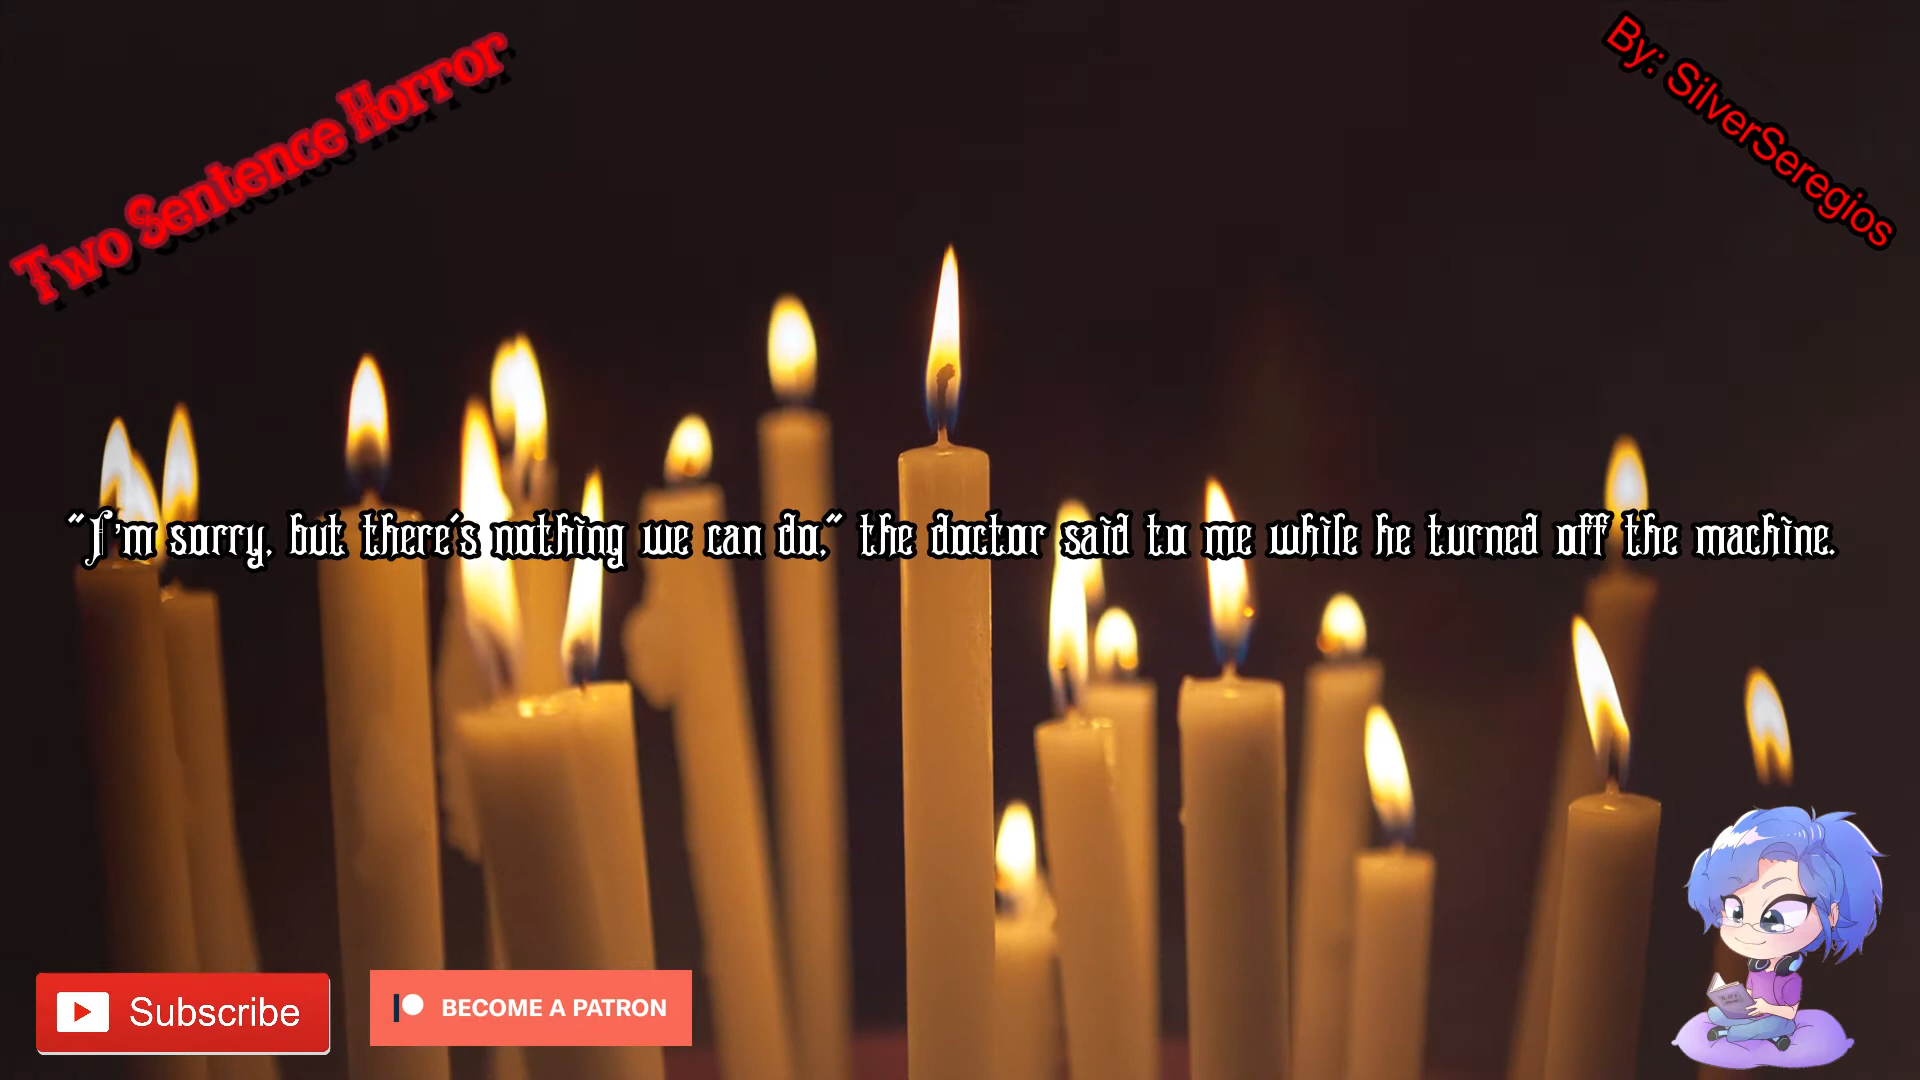 Two Sentence Horror
By: SilverSeregios
"I'm sorry, but there's nothing we can do," the doctor said to me while he turned off the machine.
Subscribe
BECOME A PATRON